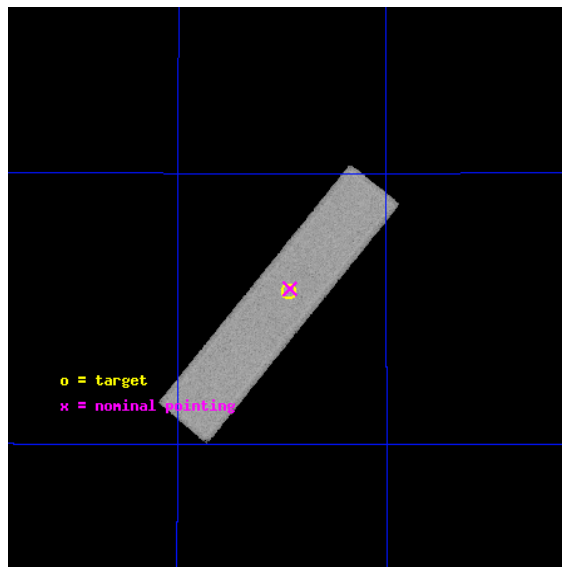 o = target
x = nominal pointing